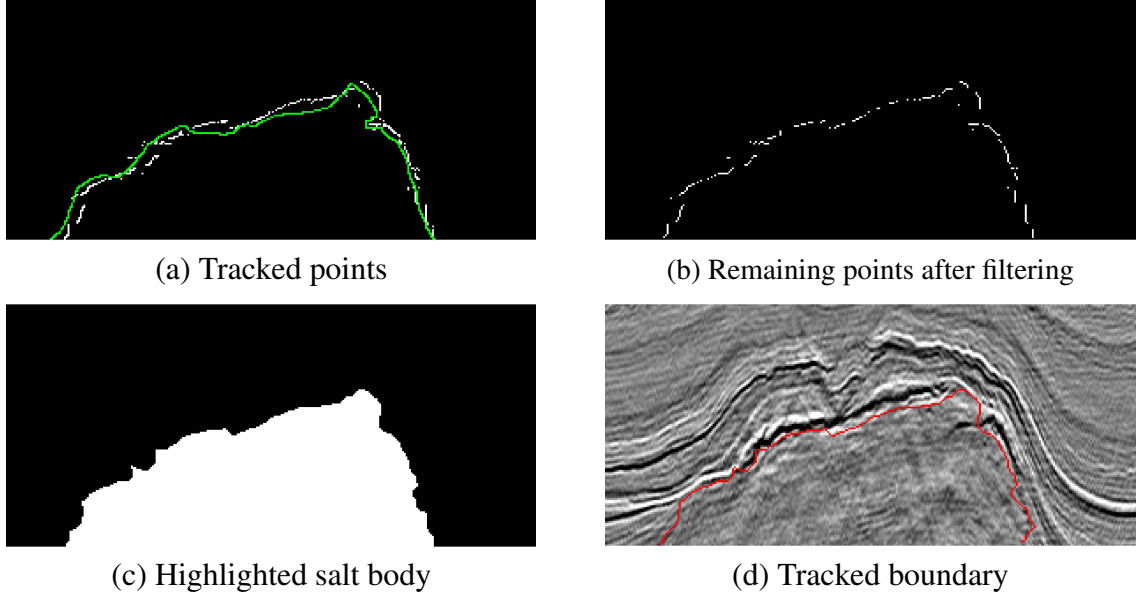 (a) Tracked points
(b) Remaining points after filtering
(c) Highlighted salt body
(d) Tracked boundary